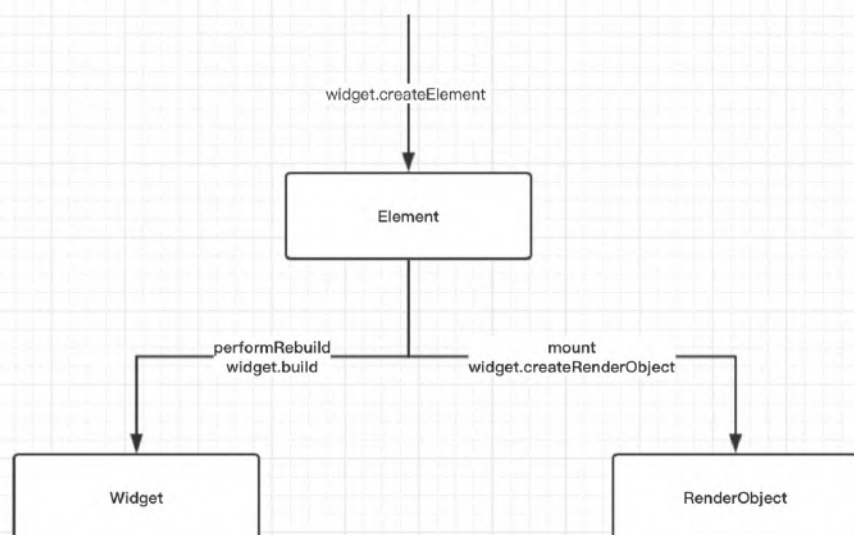 widget.createElement
Element
performRebuild
widget.build
mount
widget.createRenderObject
Widget
RenderObject